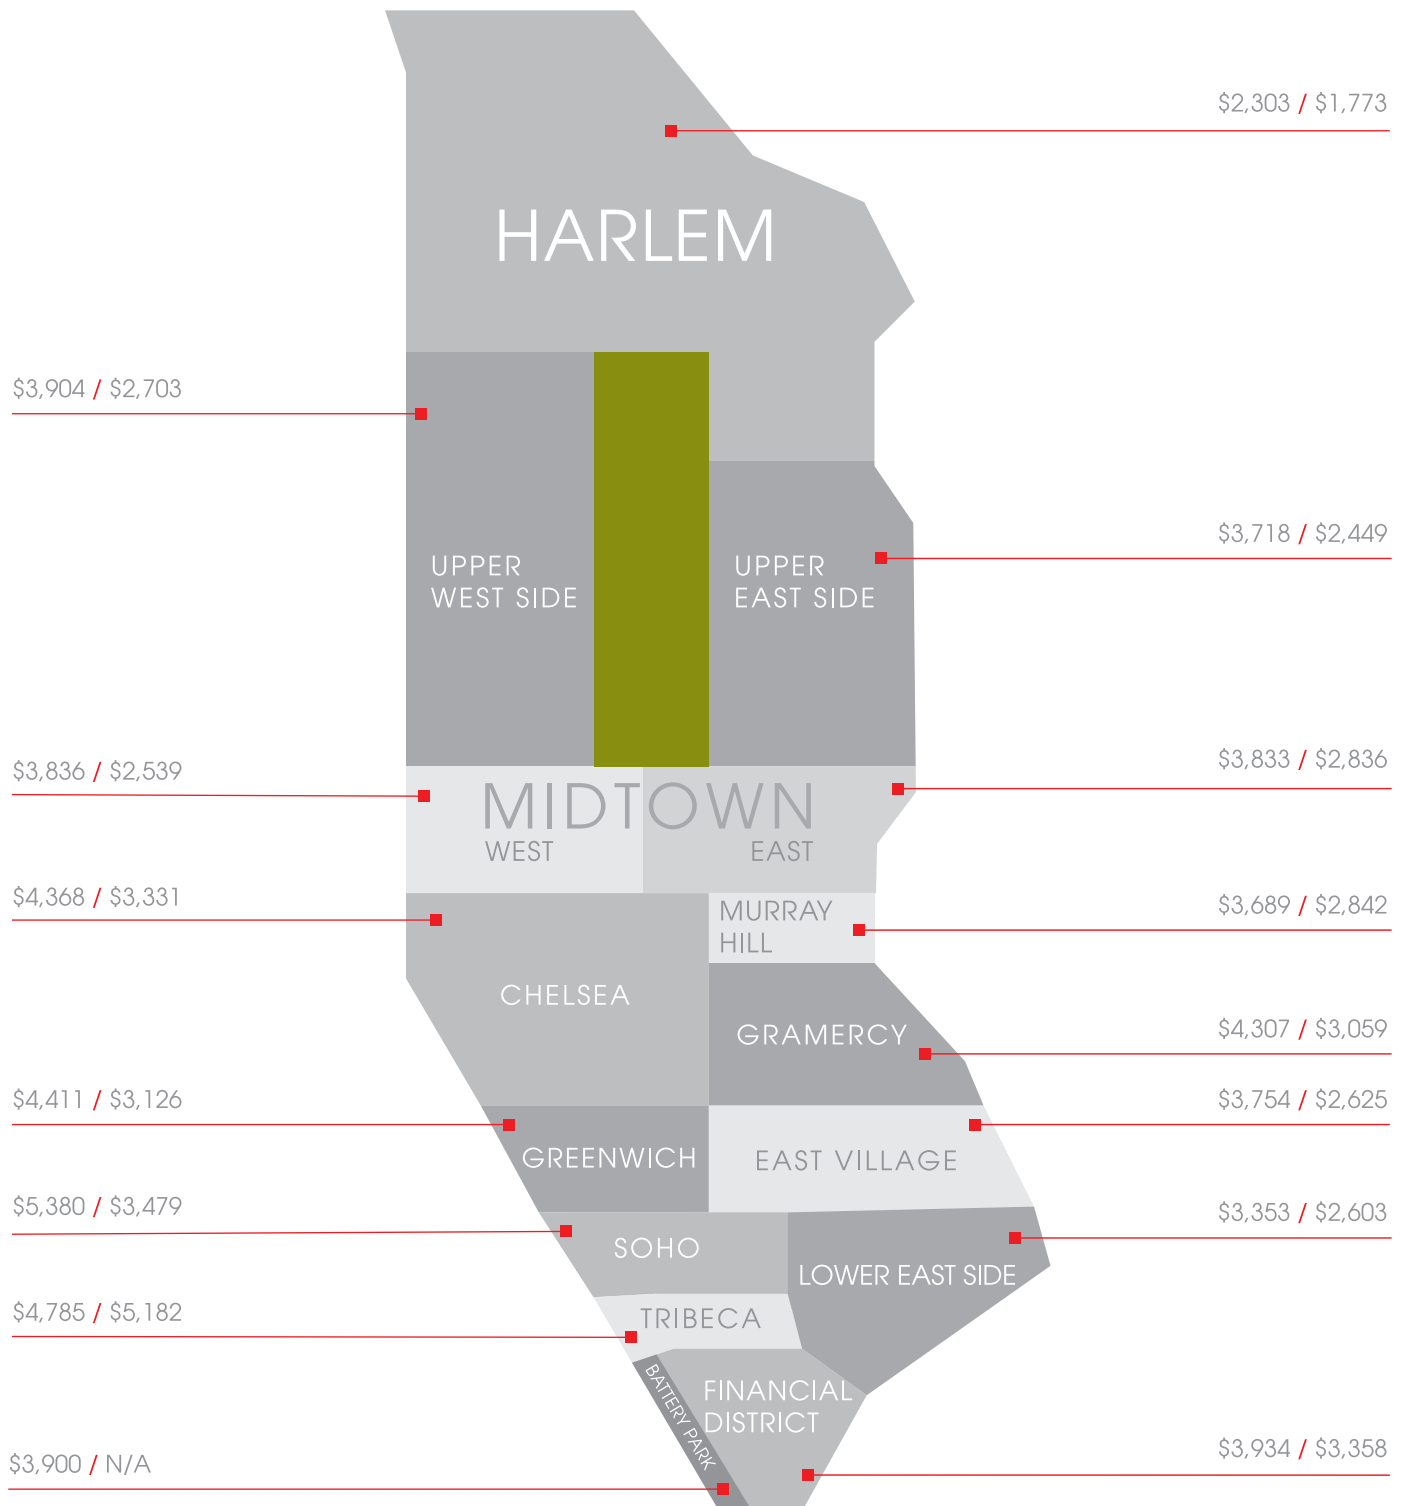 $2,303 / $1,773
HARLEM
$3,904 / $2,703
$3,718 / $2,449
UPPER
WEST SIDE
UPPER
EAST SIDE
$3,836 / $2,539
$3,833 / $2,836
MIDTOWN
WEST
EAST
$4,368 / $3,331
$3,689 / $2,842
MURRAY
HILL
CHELSEA
$4,307 / $3,059
GRAMERCY
$4,411 / $3,126
$3,754 / $2,625
GREENWICH
EAST VILLAGE
$5,380 / $3,479
$3,353 / $2,603
SOHO
LOWER EAST SIDE
$4,785 / $5,182
TRIBECA
BATTERY PARK
FINANCIAL
DISTRICT
$3,900 / N/A
$3,934 / $3,358